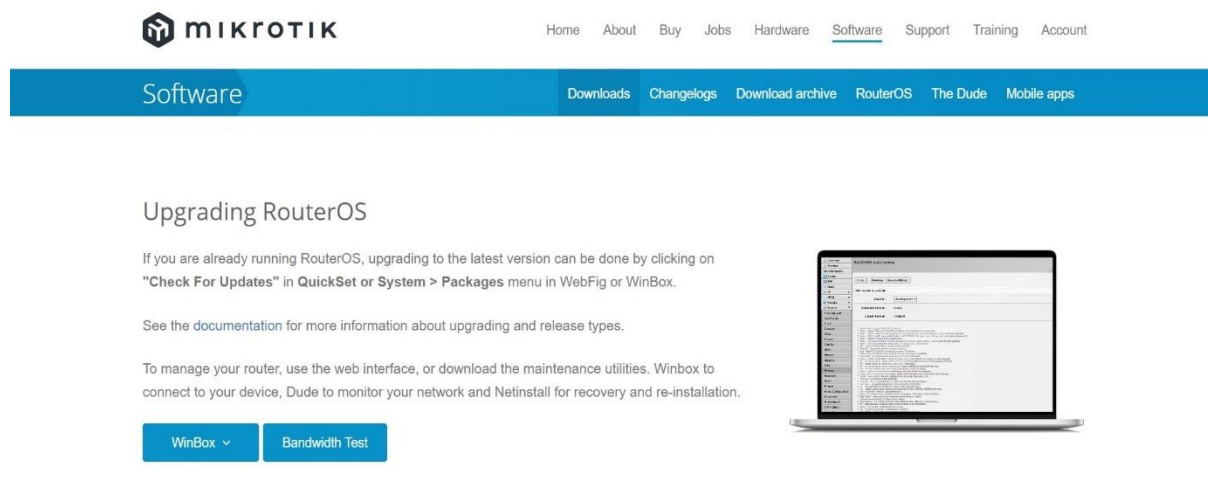 mikrotik
Home About Buy Jobs Hardware Software Support Training Account
Software
Downloads Changelogs Download archive RouterOS The Dude Mobile apps
Upgrading RouterOS
If you are already running RouterOS, upgrading to the latest version can be done by clicking on
"Check For Updates" in QuickSet or System > Packages menu in WebFig or WinBox.
See the documentation for more information about upgrading and release types.
To manage your router, use the web interface, or download the maintenance utilities. Winbox to
connect to your device, Dude to monitor your network and Netinstall for recovery and re-installation.
WinBox
Bandwidth Test